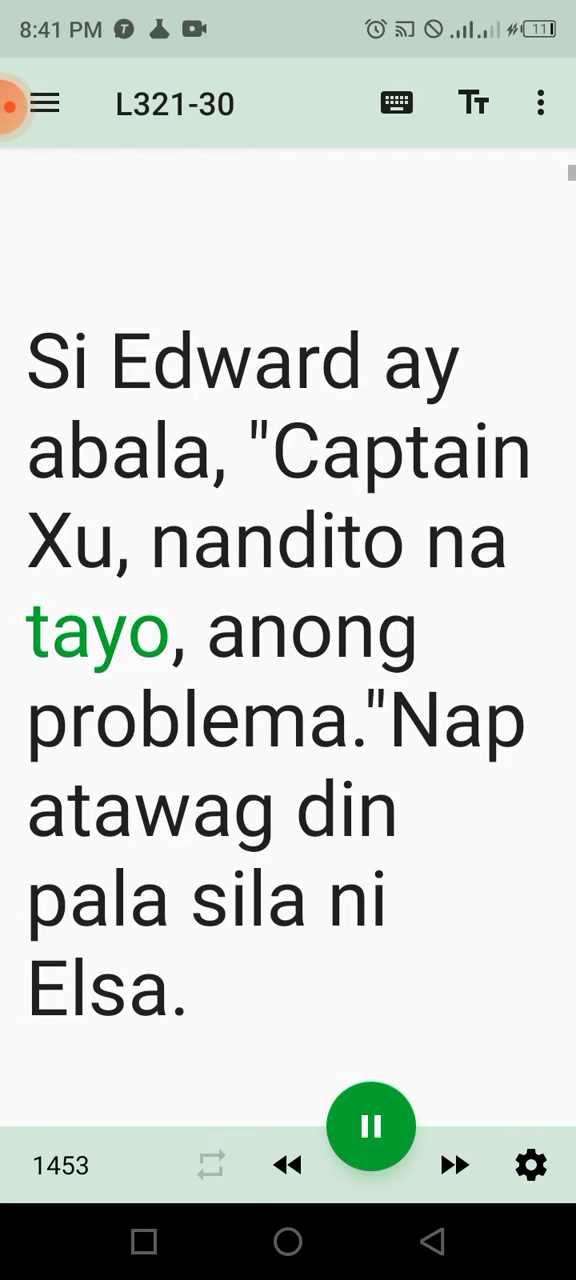 8:41 PM
11
L321-30
Si Edward ay
abala, "Captain
Xu, nandito na
tayo, anong
problema."Nap
atawag din
pala sila ni
Elsa.
1453